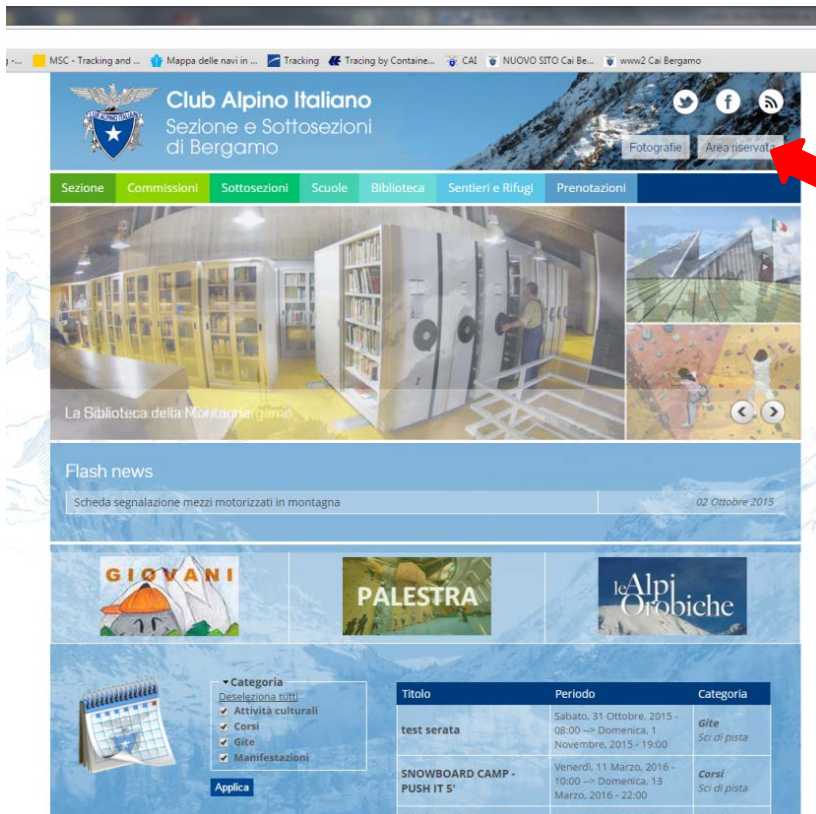 MSC - Tracking and ... Mappa delle navi in ... Tracking Tracing by Containe... CAI NUOVO SITO Cai Be... www2 Cai Bergamo
Club Alpino Italiano
Sezione e Sottosezioni
di Bergamo
Fotografie Area riservata
Sezione Commissioni Sottosezioni Scuole Biblioteca Sentieri e Rifugi Prenotazioni
La Biblioteca della
Flash news
Scheda segnalazione mezzi motorizzati in montagna 02 Ottobre 2015
GIOVANI
PALESTRA
le Alpi
Orobiche
Categoria
Deseleziona tutti
Attività culturali
Corsi
Gite
Manifestazioni
Applica
Titolo Periodo Categoria
test serata
Sabato, 31 Ottobre, 2015 -
08:00 --> Domenica, 1
Novembre, 2015 - 19:00
Gite
Sci di pista
SNOWBOARD CAMP -
PUSH IT 5'
Venerdì, 11 Marzo, 2016 -
10:00 --> Domenica, 13
Marzo, 2016 - 22:00
Corsi
Sci di pista